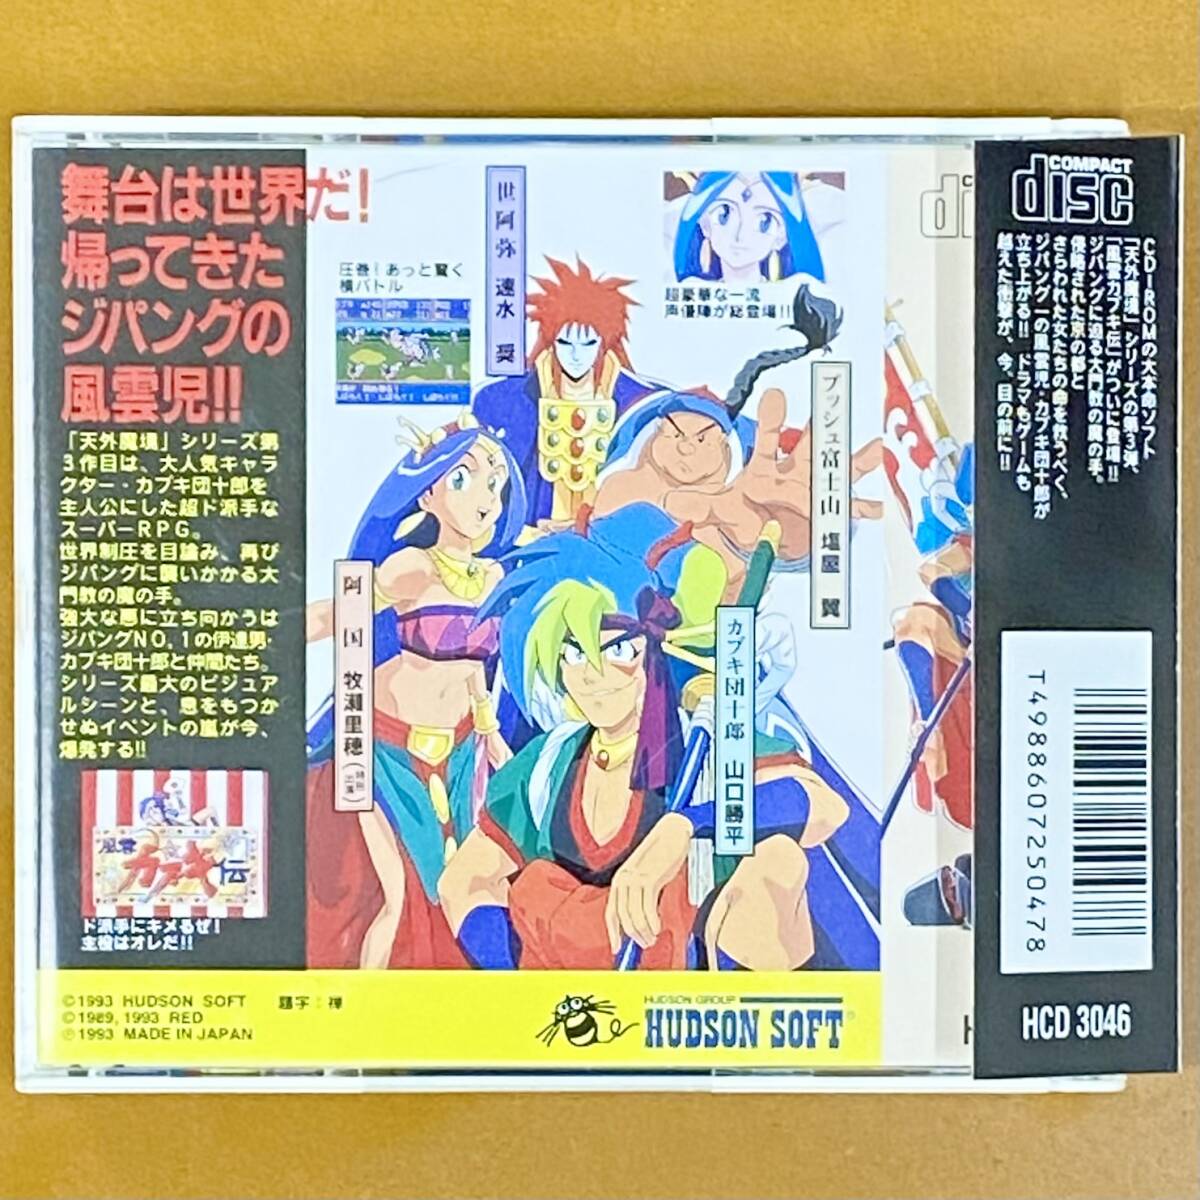 舞台は世界だ!
帰ってきた
ジパングの
風雲児!!
「天外魔境」シリーズ第
3作目は、大人気キャラ
クター・カブキ団十郎を
主人公にした超ド派手な
スーパーRPG。
世界制圧を目論み、再び
ジパングに襲いかかる大
門教の魔の手。
強大な悪に立ち向かうは
ジパングNO.1の伊達男・
カブキ団十郎と仲間たち。
シリーズ最大のビジュア
ルシーンと、息をもつか
せぬイベントの嵐が今、
爆発する!!
風雲
カブキ伝
ド派手にキメるぜ!
主役はオレだ!!
圧巻!あっと驚く
横バトル
世阿弥 速水 奨
超豪華な一流
声優陣が総登場!!
ブッシュ富士山 塩屋 翼
阿国 牧瀬里穂(特別出演)
カブキ団十郎 山口勝平
©1993 HUDSON SOFT 題字:禅
©1989, 1993 RED
℗1993 MADE IN JAPAN
HUDSON GROUP
HUDSON SOFT®
COMPACT
disc
CD-ROMの大本命ソフト
「天外魔境」シリーズの第3弾、
「風雲カブキ伝」がついに登場!!
ジパングに迫る大門教の魔の手。
侵略された京の都と
さらわれた女たちの命を救うべく、
ジパング一の風雲児・カブキ団十郎が
立ち上がる!! ドラマもゲームも
越えた衝撃が、今、目の前に!!
T4988607250478
HCD 3046